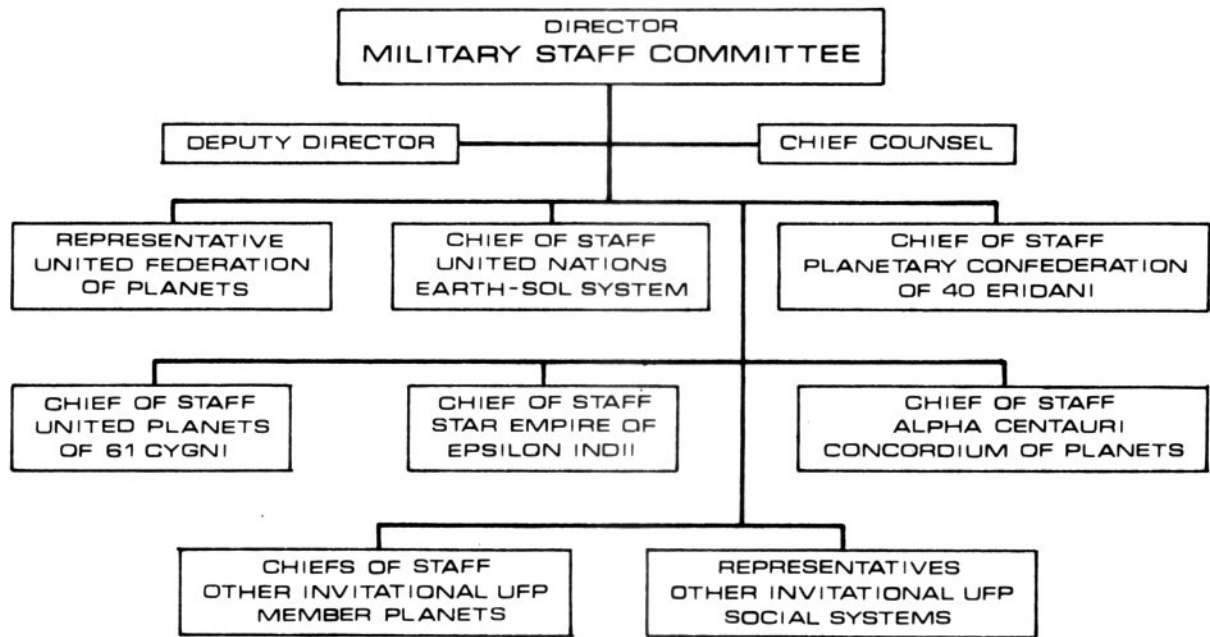 DIRECTOR
MILITARY STAFF COMMITTEE
DEPUTY DIRECTOR
CHIEF COUNSEL
REPRESENTATIVE
UNITED FEDERATION
OF PLANETS
CHIEF OF STAFF
UNITED NATIONS
EARTH-SOL SYSTEM
CHIEF OF STAFF
PLANETARY CONFEDERATION
OF 40 ERIDANI
CHIEF OF STAFF
UNITED PLANETS
OF 61 CYGNI
CHIEF OF STAFF
STAR EMPIRE OF
EPSILON INDII
CHIEF OF STAFF
ALPHA CENTAURI
CONCORDIUM OF PLANETS
CHIEFS OF STAFF
OTHER INVITATIONAL UFP
MEMBER PLANETS
REPRESENTATIVES
OTHER INVITATIONAL UFP
SOCIAL SYSTEMS